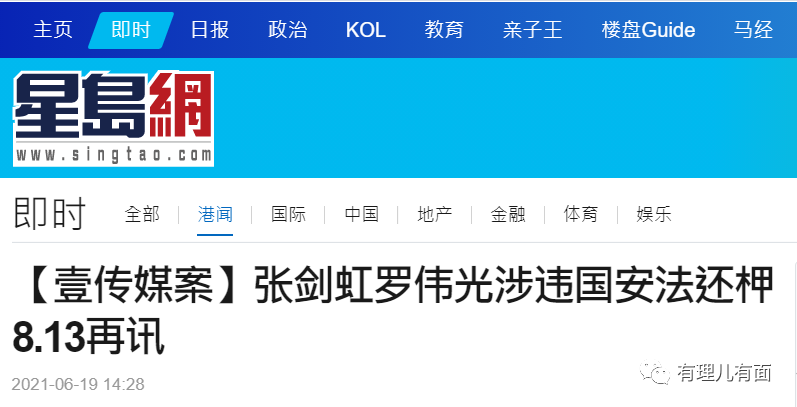 主页 即时 日报 政治 KOL 教育 亲子王 楼盘Guide 马经
星島網
www.singtao.com
即时 全部 港闻 国际 中国 地产 金融 体育 娱乐
【壹传媒案】张剑虹罗伟光涉违国安法还柙
8.13再讯
2021-06-19 14:28
有理儿有面